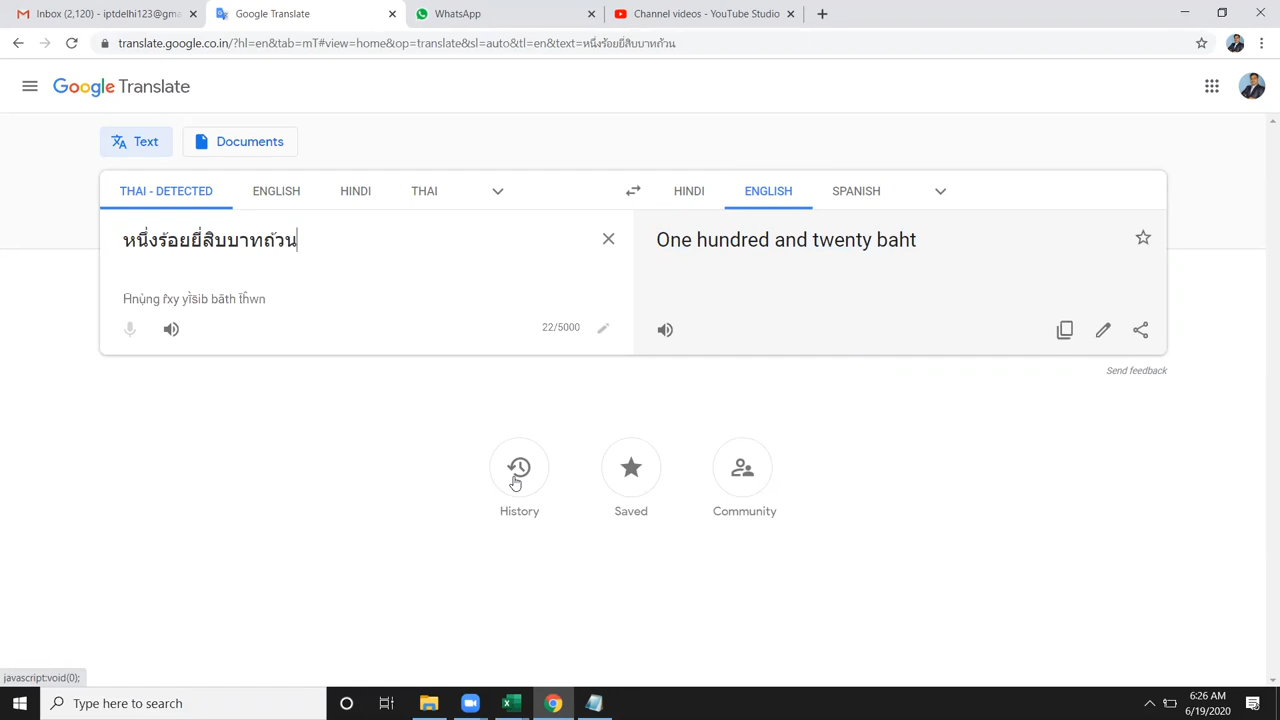 Inbox (2,120) - iptdelhi123@gma
Google Translate
WhatsApp
Channel videos - YouTube Studio
translate.google.co.in/?hl=en&tab=mT#view=home&op=translate&sl=auto&tl=en&text=หนึ่งร้อยยี่สิบบาทถ้วน
Google Translate
Text
Documents
THAI - DETECTED
ENGLISH
HINDI
THAI
HINDI
ENGLISH
SPANISH
หนึ่งร้อยยี่สิบบาทถ้วน
One hundred and twenty baht
H̄nụ̀ng r̂xy yī̀s̄ib bāth t̄ĥwn
22/5000
Send feedback
History
Saved
Community
javascript:void(0);
Type here to search
6:26 AM
6/19/2020